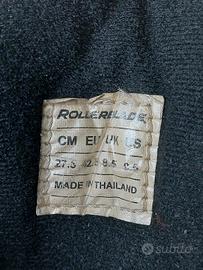 ROLLERBLADE
CM EU UK US
27.5 42.5 8.5 9.5
MADE IN THAILAND
subito